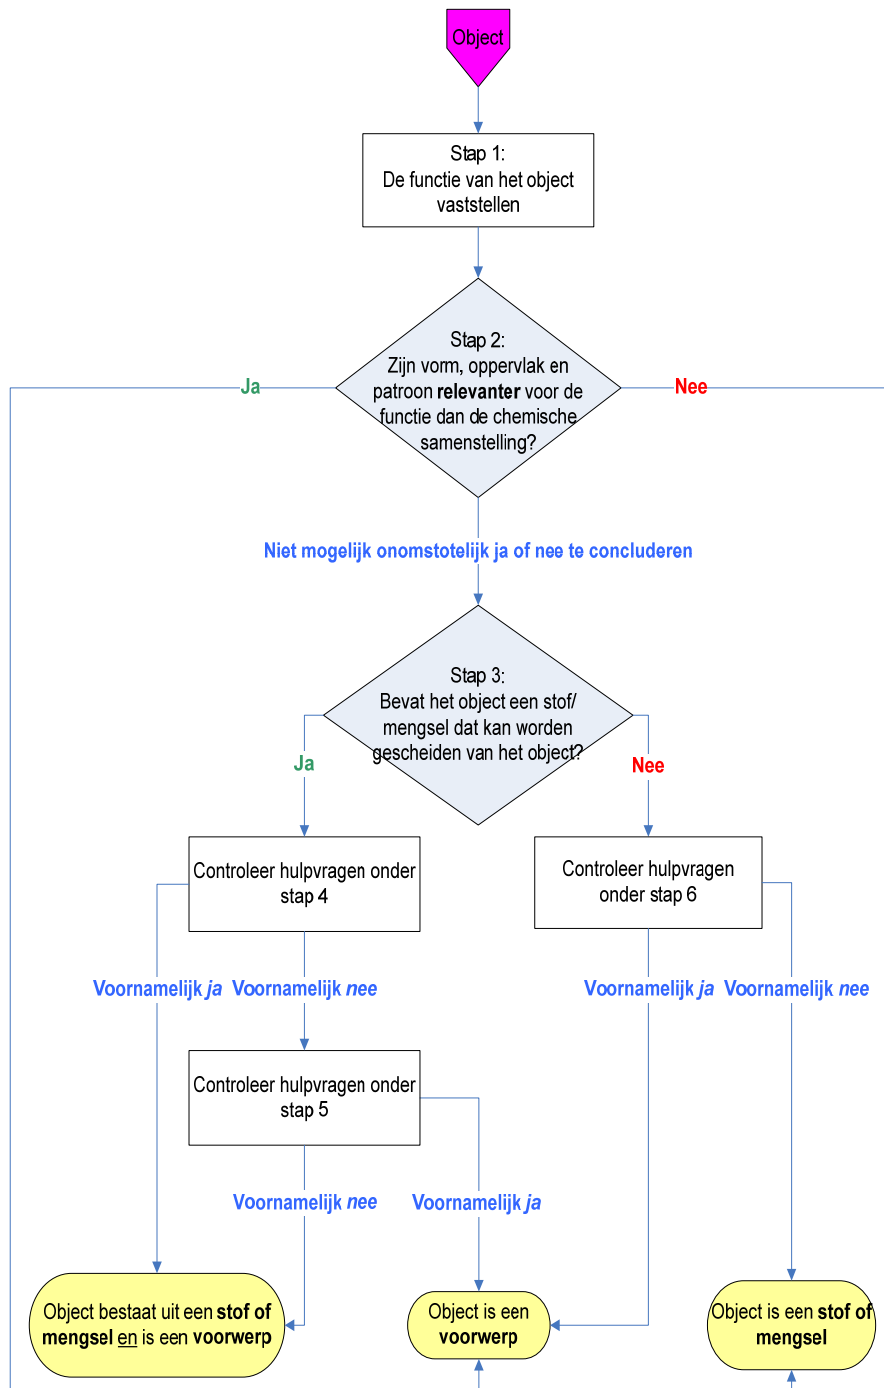 Object
Stap 1:
De functie van het object
vaststellen
Stap 2:
Zijn vorm, oppervlak en
patroon relevanter voor de
functie dan de chemische
samenstelling?
Ja
Nee
Niet mogelijk onomstotelijk ja of nee te concluderen
Stap 3:
Bevat het object een stof/
mengsel dat kan worden
gescheiden van het object?
Ja
Nee
Controleer hulpvragen onder
stap 4
Controleer hulpvragen
onder stap 6
Voornamelijk ja
Voornamelijk nee
Voornamelijk ja
Voornamelijk nee
Controleer hulpvragen onder
stap 5
Voornamelijk nee
Voornamelijk ja
Object bestaat uit een stof of
mengsel en is een voorwerp
Object is een
voorwerp
Object is een stof of
mengsel